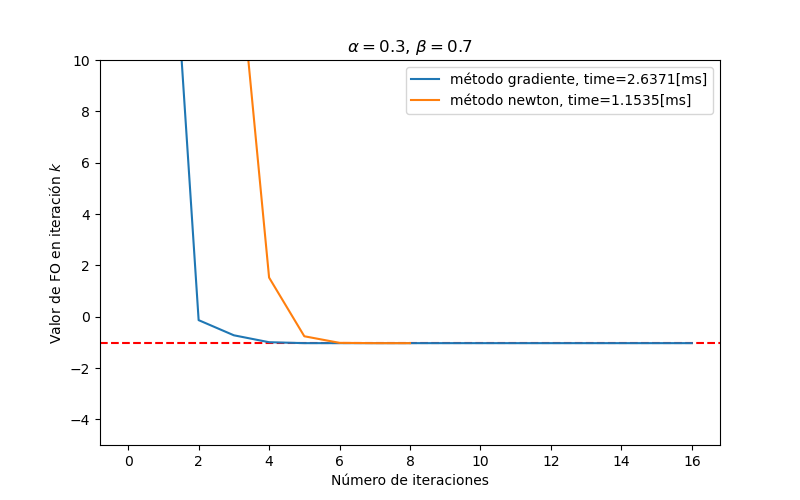 α = 0.3, β = 0.7
método gradiente, time=2.6371[ms]
método newton, time=1.1535[ms]
Valor de FO en iteración k
10
8
6
4
2
0
−2
−4
0 2 4 6 8 10 12 14 16
Número de iteraciones